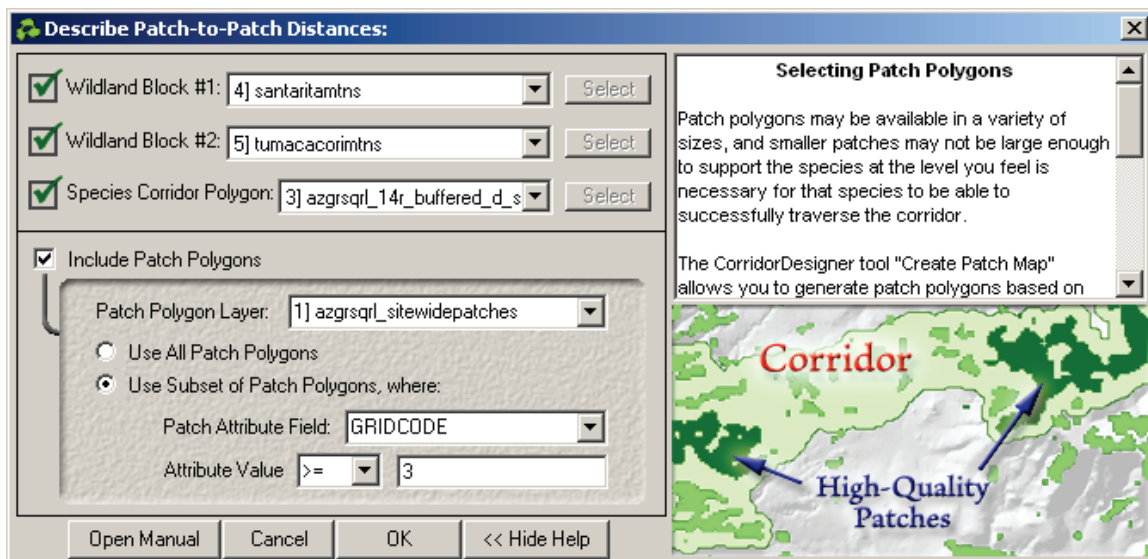 Describe Patch-to-Patch Distances:
Wildland Block #1: 4] santaritamtns Select
Wildland Block #2: 5] tumacacorimtns Select
Species Corridor Polygon: 3] azgrsqrl_14r_buffered_d_s Select
Include Patch Polygons
Patch Polygon Layer: 1] azgrsqrl_sitewidepatches
Use All Patch Polygons
Use Subset of Patch Polygons, where:
Patch Attribute Field: GRIDCODE
Attribute Value >= 3
Open Manual Cancel OK << Hide Help
Selecting Patch Polygons
Patch polygons may be available in a variety of
sizes, and smaller patches may not be large enough
to support the species at the level you feel is
necessary for that species to be able to
successfully traverse the corridor.
The CorridorDesigner tool "Create Patch Map"
allows you to generate patch polygons based on
Corridor
High-Quality
Patches